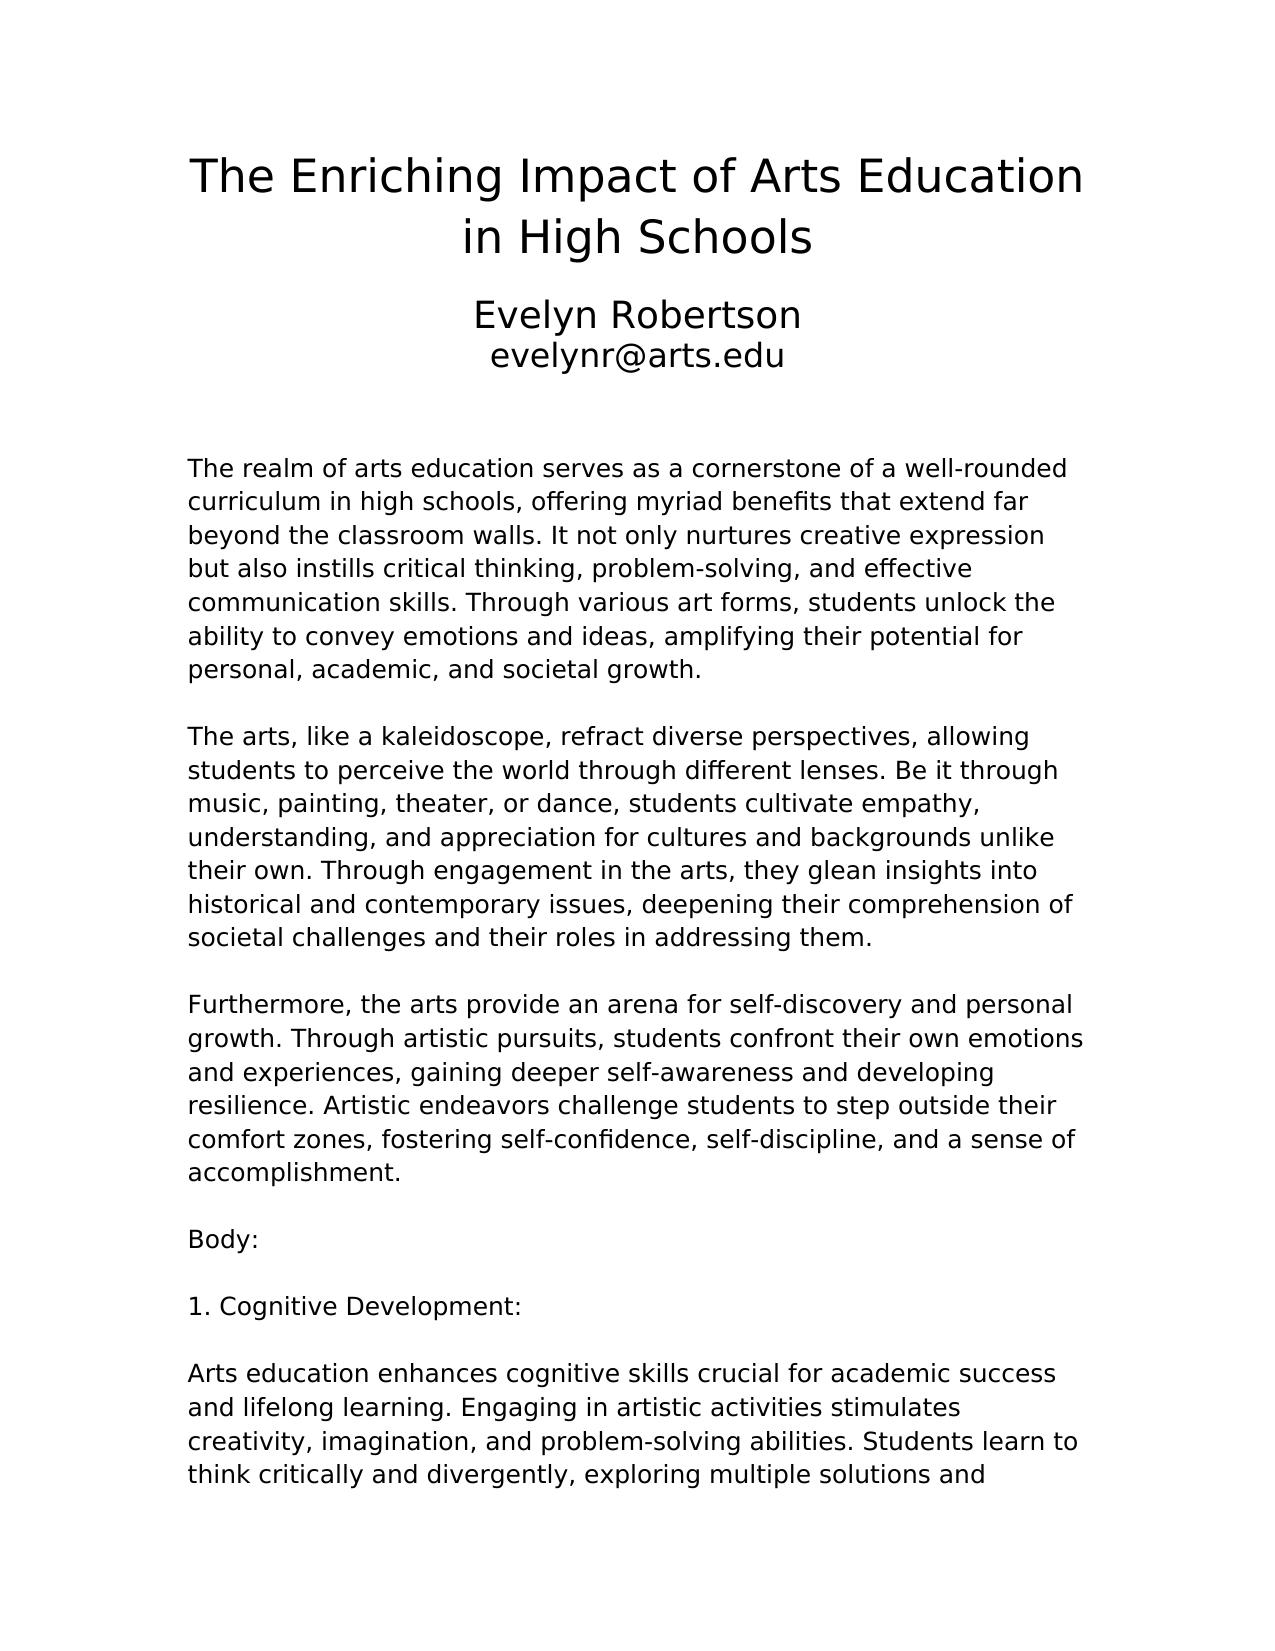 The Enriching Impact of Arts Education
in High Schools
Evelyn Robertson
evelynr@arts.edu
The realm of arts education serves as a cornerstone of a well-rounded
curriculum in high schools, offering myriad benefits that extend far
beyond the classroom walls. It not only nurtures creative expression
but also instills critical thinking, problem-solving, and effective
communication skills. Through various art forms, students unlock the
ability to convey emotions and ideas, amplifying their potential for
personal, academic, and societal growth.
The arts, like a kaleidoscope, refract diverse perspectives, allowing
students to perceive the world through different lenses. Be it through
music, painting, theater, or dance, students cultivate empathy,
understanding, and appreciation for cultures and backgrounds unlike
their own. Through engagement in the arts, they glean insights into
historical and contemporary issues, deepening their comprehension of
societal challenges and their roles in addressing them.
Furthermore, the arts provide an arena for self-discovery and personal
growth. Through artistic pursuits, students confront their own emotions
and experiences, gaining deeper self-awareness and developing
resilience. Artistic endeavors challenge students to step outside their
comfort zones, fostering self-confidence, self-discipline, and a sense of
accomplishment.
Body:
1. Cognitive Development:
Arts education enhances cognitive skills crucial for academic success
and lifelong learning. Engaging in artistic activities stimulates
creativity, imagination, and problem-solving abilities. Students learn to
think critically and divergently, exploring multiple solutions and